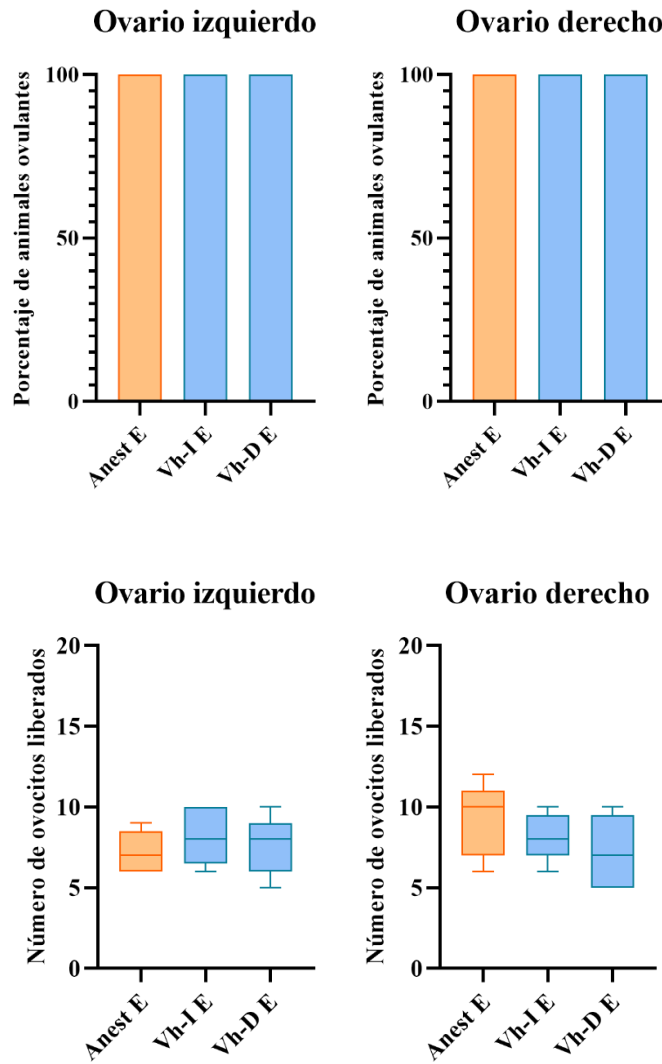 Ovario izquierdo
Porcentaje de animales ovulantes
100
50
0
Anest E
Vh-I E
Vh-D E
Ovario derecho
Porcentaje de animales ovulantes
100
50
0
Anest E
Vh-I E
Vh-D E
Ovario izquierdo
Número de ovocitos liberados
20
15
10
5
0
Anest E
Vh-I E
Vh-D E
Ovario derecho
Número de ovocitos liberados
20
15
10
5
0
Anest E
Vh-I E
Vh-D E